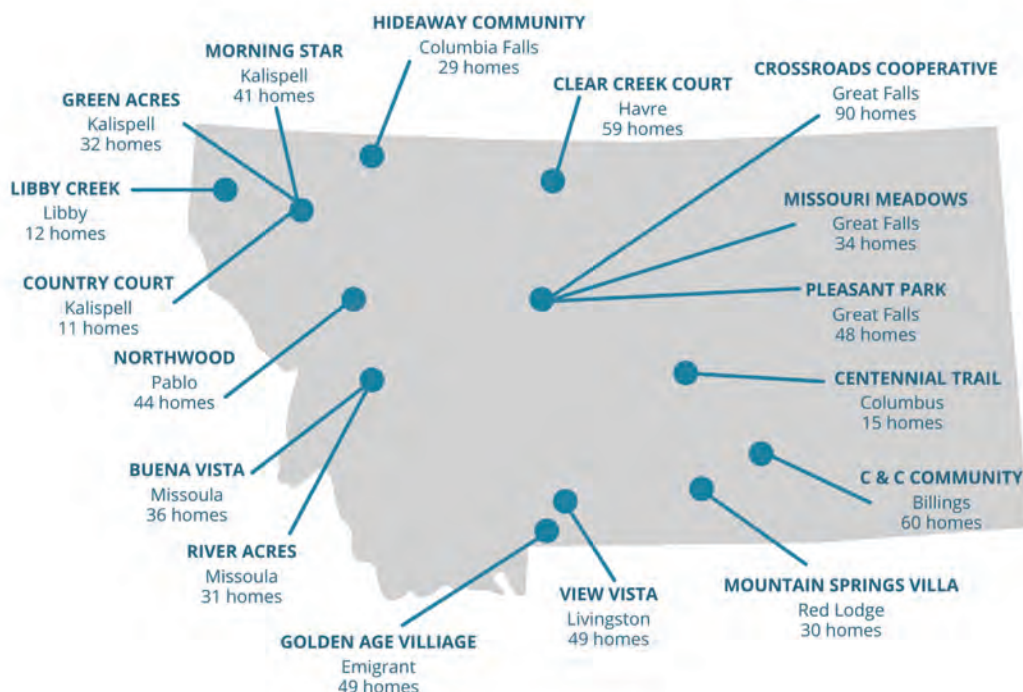 HIDEAWAY COMMUNITY
Columbia Falls
29 homes
MORNING STAR
Kalispell
41 homes
CLEAR CREEK COURT
Havre
59 homes
CROSSROADS COOPERATIVE
Great Falls
90 homes
GREEN ACRES
Kalispell
32 homes
LIBBY CREEK
Libby
12 homes
MISSOURI MEADOWS
Great Falls
34 homes
COUNTRY COURT
Kalispell
11 homes
PLEASANT PARK
Great Falls
48 homes
NORTHWOOD
Pablo
44 homes
CENTENNIAL TRAIL
Columbus
15 homes
BUENA VISTA
Missoula
36 homes
C & C COMMUNITY
Billings
60 homes
RIVER ACRES
Missoula
31 homes
VIEW VISTA
Livingston
49 homes
MOUNTAIN SPRINGS VILLA
Red Lodge
30 homes
GOLDEN AGE VILLIAGE
Emigrant
49 homes